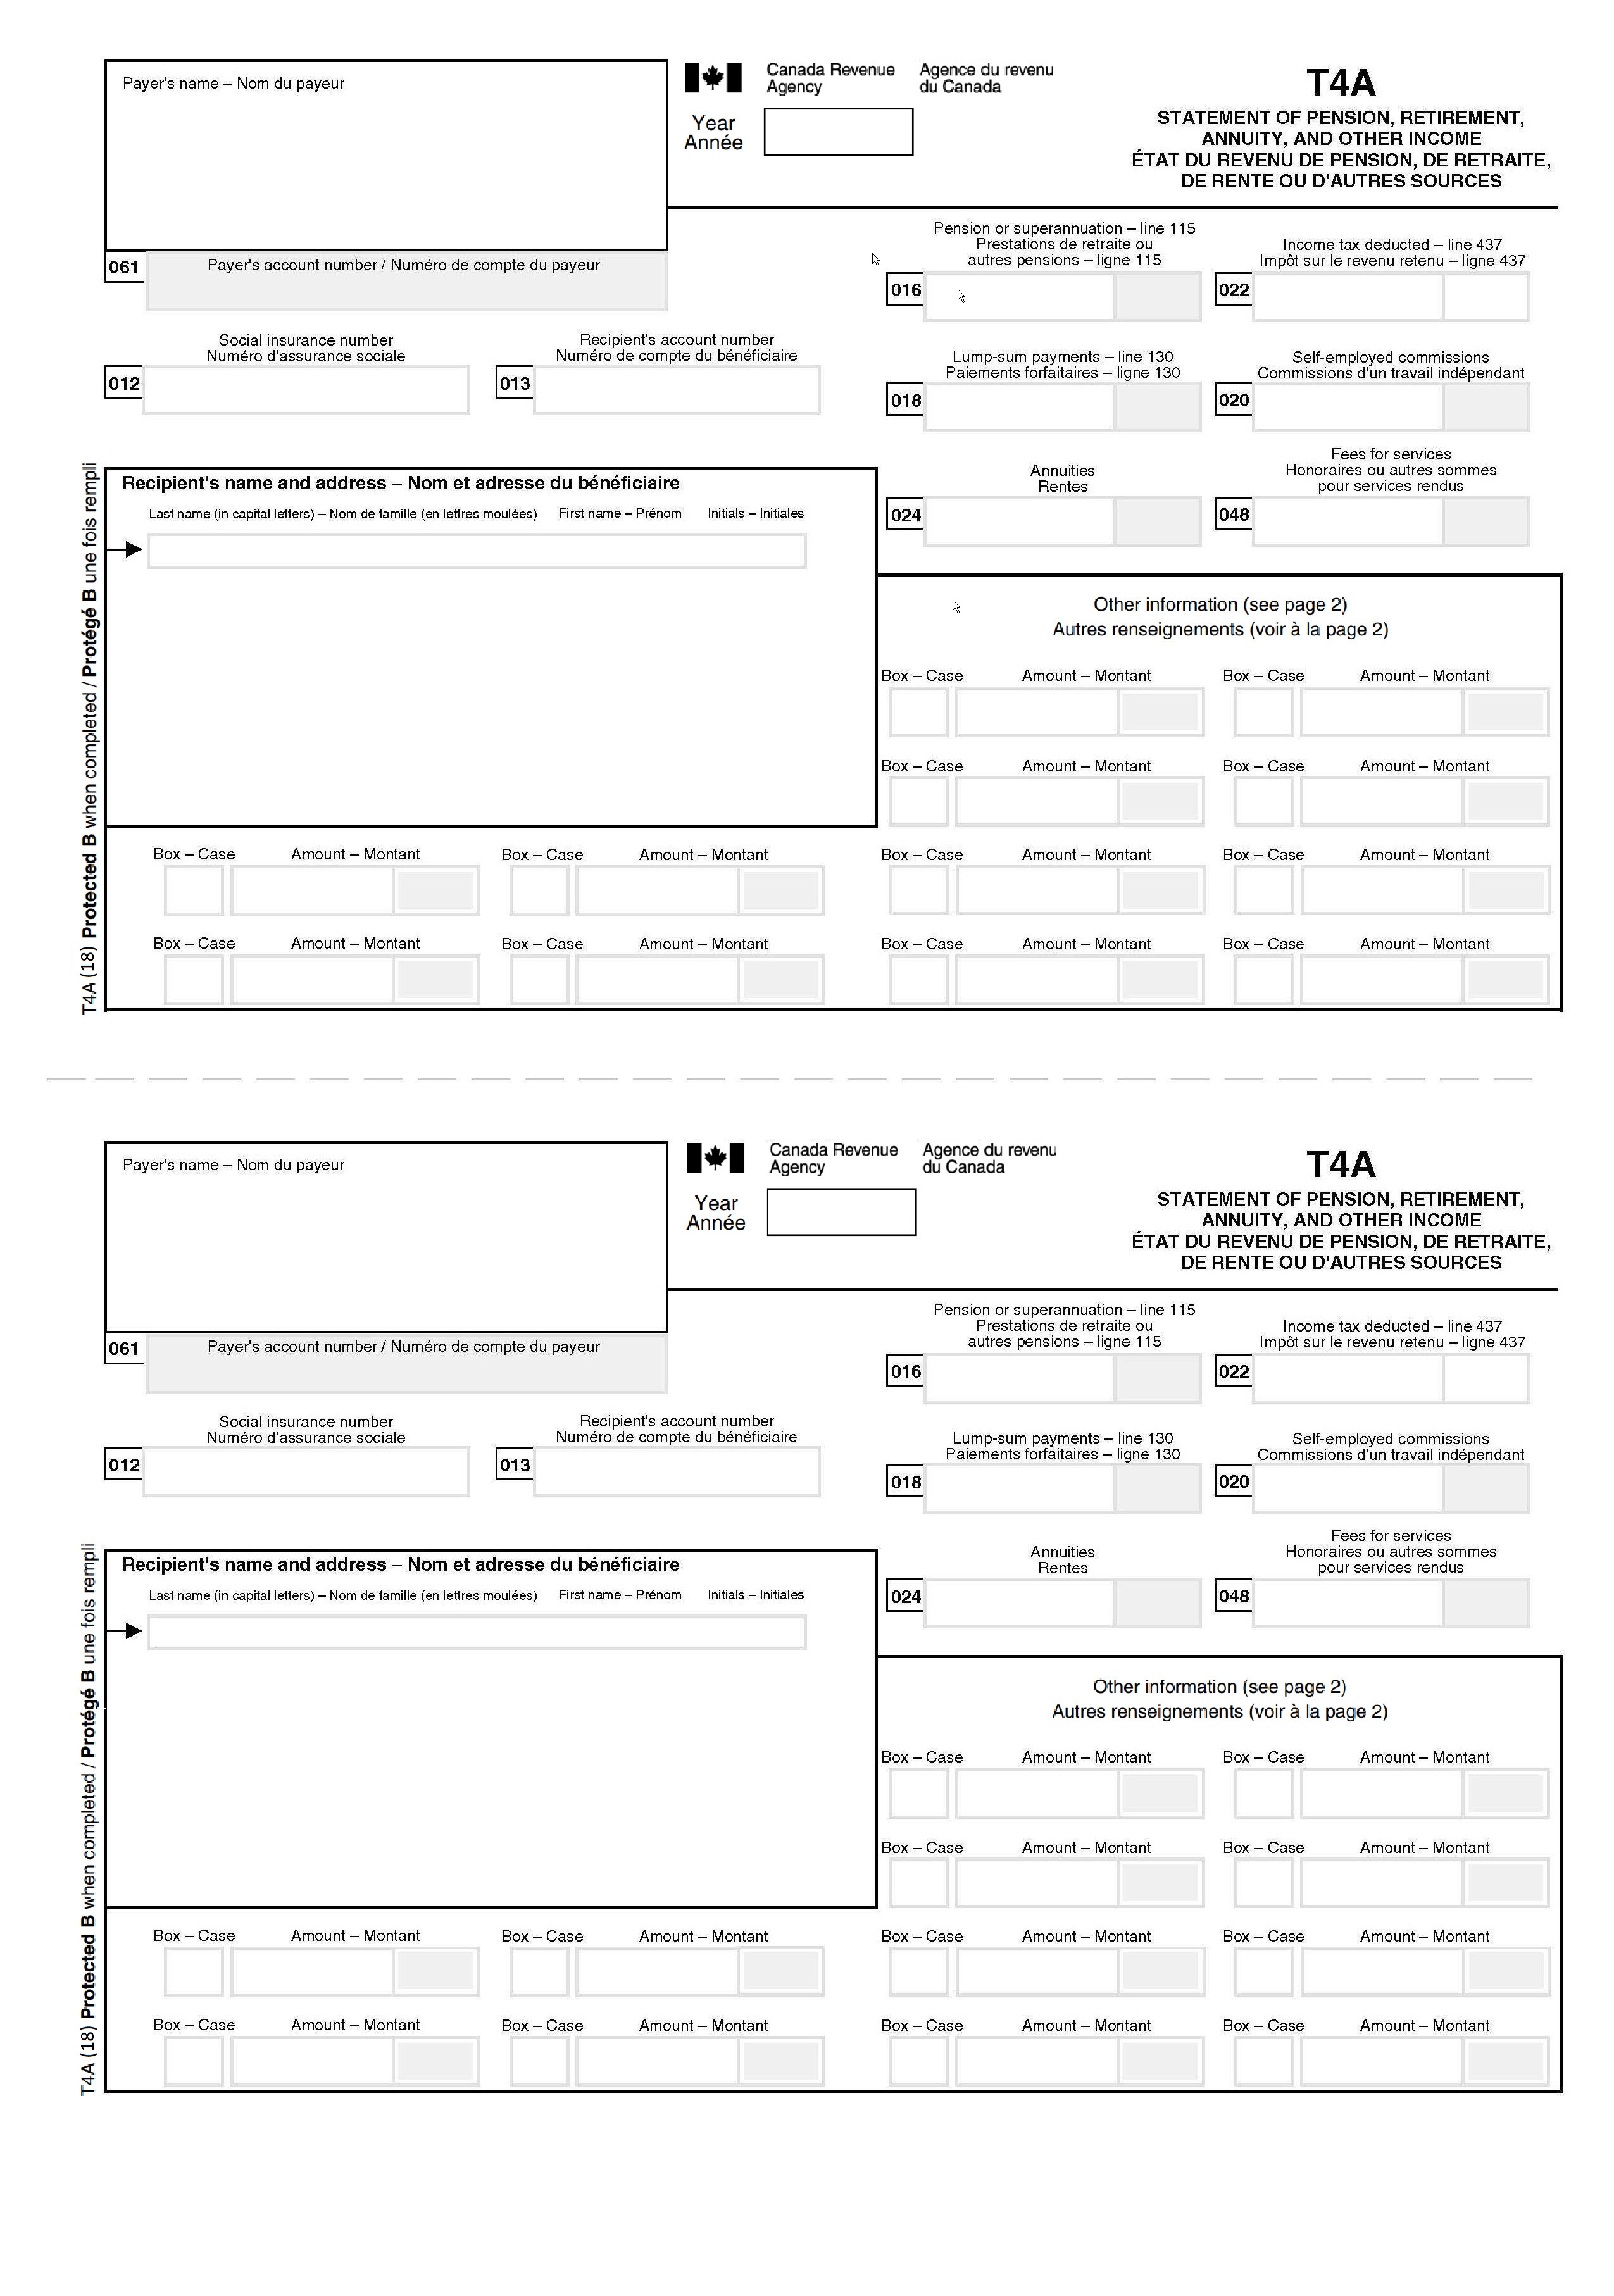 Payer's name – Nom du payeur
Canada Revenue Agency
Agence du revenu du Canada
Year
Année
T4A
STATEMENT OF PENSION, RETIREMENT,
ANNUITY, AND OTHER INCOME
ÉTAT DU REVENU DE PENSION, DE RETRAITE,
DE RENTE OU D'AUTRES SOURCES
061
Payer's account number / Numéro de compte du payeur
Pension or superannuation – line 115
Prestations de retraite ou
autres pensions – ligne 115
016
Income tax deducted – line 437
Impôt sur le revenu retenu – ligne 437
022
Social insurance number
Numéro d'assurance sociale
012
Recipient's account number
Numéro de compte du bénéficiaire
013
Lump-sum payments – line 130
Paiements forfaitaires – ligne 130
018
Self-employed commissions
Commissions d'un travail indépendant
020
Recipient's name and address – Nom et adresse du bénéficiaire
Last name (in capital letters) – Nom de famille (en lettres moulées) First name – Prénom Initials – Initiales
Annuities
Rentes
024
Fees for services
Honoraires ou autres sommes
pour services rendus
048
Other information (see page 2)
Autres renseignements (voir à la page 2)
Box – Case Amount – Montant Box – Case Amount – Montant
Box – Case Amount – Montant Box – Case Amount – Montant
Box – Case Amount – Montant Box – Case Amount – Montant Box – Case Amount – Montant Box – Case Amount – Montant
Box – Case Amount – Montant Box – Case Amount – Montant Box – Case Amount – Montant Box – Case Amount – Montant
T4A (18) Protected B when completed / Protégé B une fois rempli
Payer's name – Nom du payeur
Canada Revenue Agency
Agence du revenu du Canada
Year
Année
T4A
STATEMENT OF PENSION, RETIREMENT,
ANNUITY, AND OTHER INCOME
ÉTAT DU REVENU DE PENSION, DE RETRAITE,
DE RENTE OU D'AUTRES SOURCES
061
Payer's account number / Numéro de compte du payeur
Pension or superannuation – line 115
Prestations de retraite ou
autres pensions – ligne 115
016
Income tax deducted – line 437
Impôt sur le revenu retenu – ligne 437
022
Social insurance number
Numéro d'assurance sociale
012
Recipient's account number
Numéro de compte du bénéficiaire
013
Lump-sum payments – line 130
Paiements forfaitaires – ligne 130
018
Self-employed commissions
Commissions d'un travail indépendant
020
Recipient's name and address – Nom et adresse du bénéficiaire
Last name (in capital letters) – Nom de famille (en lettres moulées) First name – Prénom Initials – Initiales
Annuities
Rentes
024
Fees for services
Honoraires ou autres sommes
pour services rendus
048
Other information (see page 2)
Autres renseignements (voir à la page 2)
Box – Case Amount – Montant Box – Case Amount – Montant
Box – Case Amount – Montant Box – Case Amount – Montant
Box – Case Amount – Montant Box – Case Amount – Montant Box – Case Amount – Montant Box – Case Amount – Montant
Box – Case Amount – Montant Box – Case Amount – Montant Box – Case Amount – Montant Box – Case Amount – Montant
T4A (18) Protected B when completed / Protégé B une fois rempli